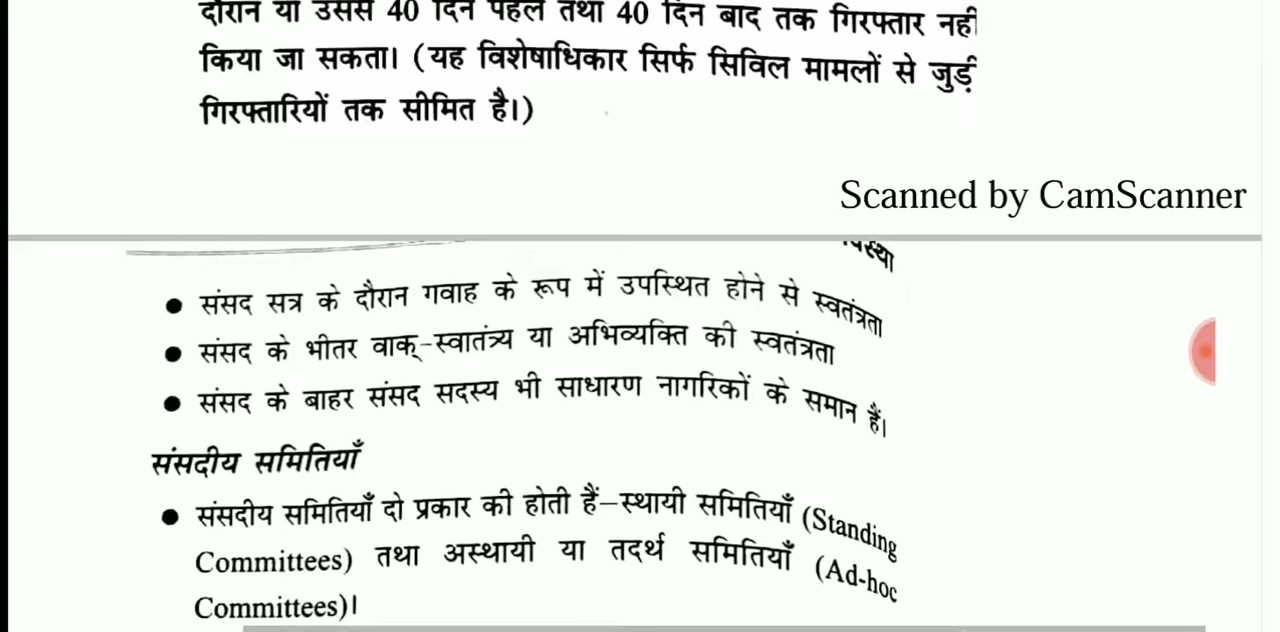 दौरान या उससे 40 दिन पहले तथा 40 दिन बाद तक गिरफ्तार नहीं
किया जा सकता। (यह विशेषाधिकार सिर्फ सिविल मामलों से जुड़ी
गिरफ्तारियों तक सीमित है।)
Scanned by CamScanner
संसद सत्र के दौरान गवाह के रूप में उपस्थित होने से स्वतंत्रता
संसद के भीतर वाक्-स्वातंत्र्य या अभिव्यक्ति की स्वतंत्रता
संसद के बाहर संसद सदस्य भी साधारण नागरिकों के समान हैं।
संसदीय समितियाँ
संसदीय समितियाँ दो प्रकार की होती हैं–स्थायी समितियाँ (Standing
Committees) तथा अस्थायी या तदर्थ समितियाँ (Ad-hoc
Committees)।